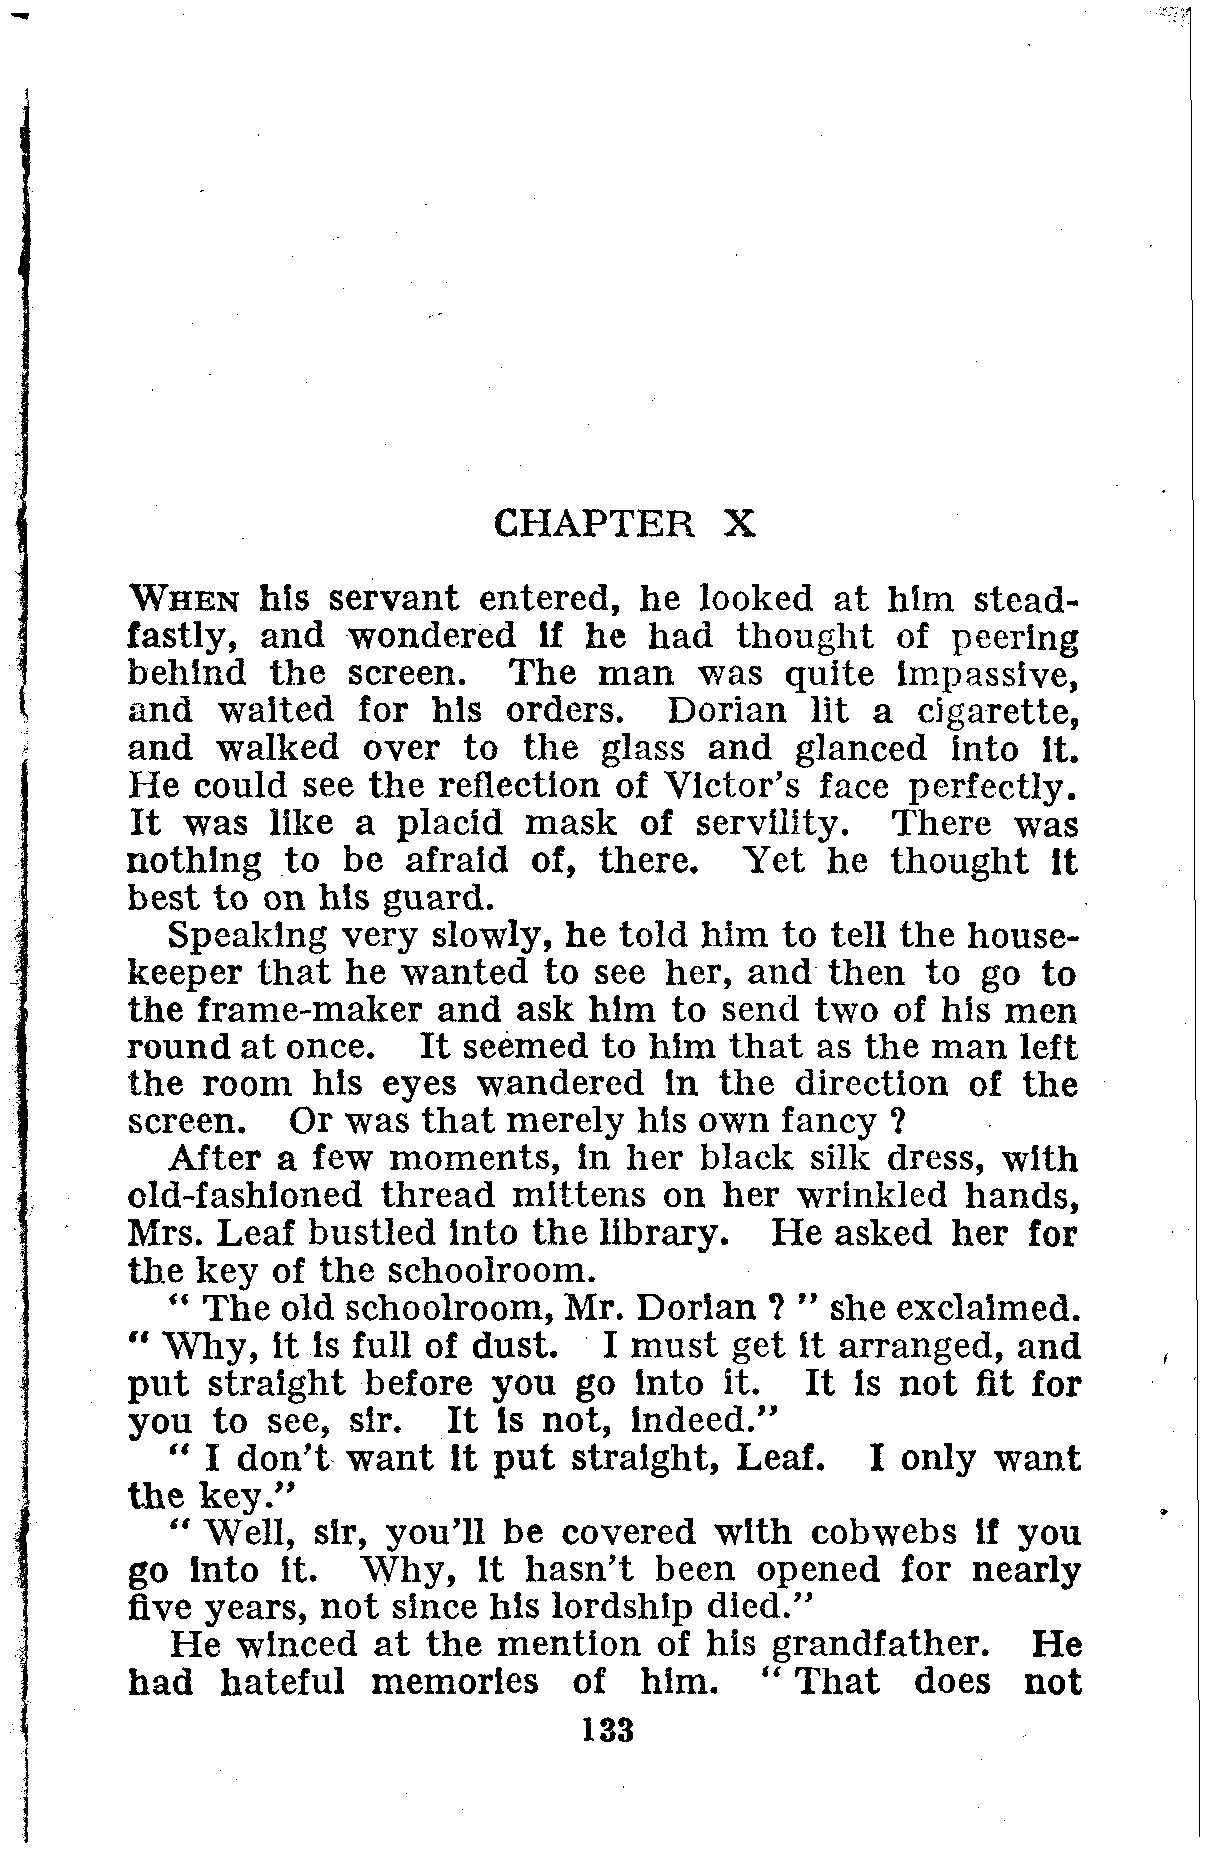 CHAPTER X
WHEN his servant entered, he looked at him stead-
fastly, and wondered if he had thought of peering
behind the screen. The man was quite impassive,
and waited for his orders. Dorian lit a cigarette,
and walked over to the glass and glanced into it.
He could see the reflection of Victor's face perfectly.
It was like a placid mask of servility. There was
nothing to be afraid of, there. Yet he thought it
best to on his guard.
Speaking very slowly, he told him to tell the house-
keeper that he wanted to see her, and then to go to
the frame-maker and ask him to send two of his men
round at once. It seemed to him that as the man left
the room his eyes wandered in the direction of the
screen. Or was that merely his own fancy ?
After a few moments, in her black silk dress, with
old-fashioned thread mittens on her wrinkled hands,
Mrs. Leaf bustled into the library. He asked her for
the key of the schoolroom.
“ The old schoolroom, Mr. Dorian ? ” she exclaimed.
“ Why, it is full of dust. I must get it arranged, and
put straight before you go into it. It is not fit for
you to see, sir. It is not, indeed.”
“ I don't want it put straight, Leaf. I only want
the key.”
“ Well, sir, you'll be covered with cobwebs if you
go into it. Why, it hasn't been opened for nearly
five years, not since his lordship died.”
He winced at the mention of his grandfather. He
had hateful memories of him. “ That does not
133